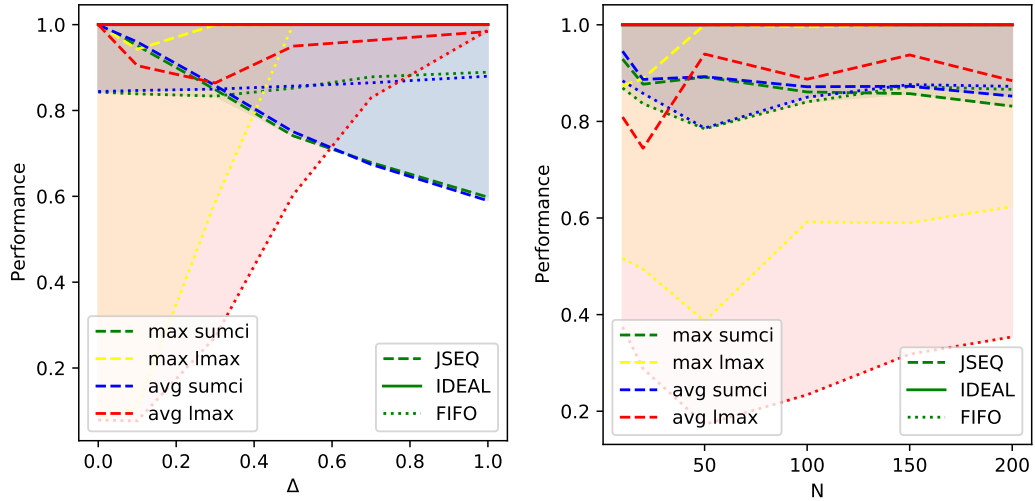 1.0
0.8
0.6
0.4
0.2
Performance
max sumci
max lmax
avg sumci
avg lmax
JSEQ
IDEAL
FIFO
0.0 0.2 0.4 0.6 0.8 1.0
Δ
1.0
0.8
0.6
0.4
0.2
Performance
max sumci
max lmax
avg sumci
avg lmax
JSEQ
IDEAL
FIFO
50 100 150 200
N